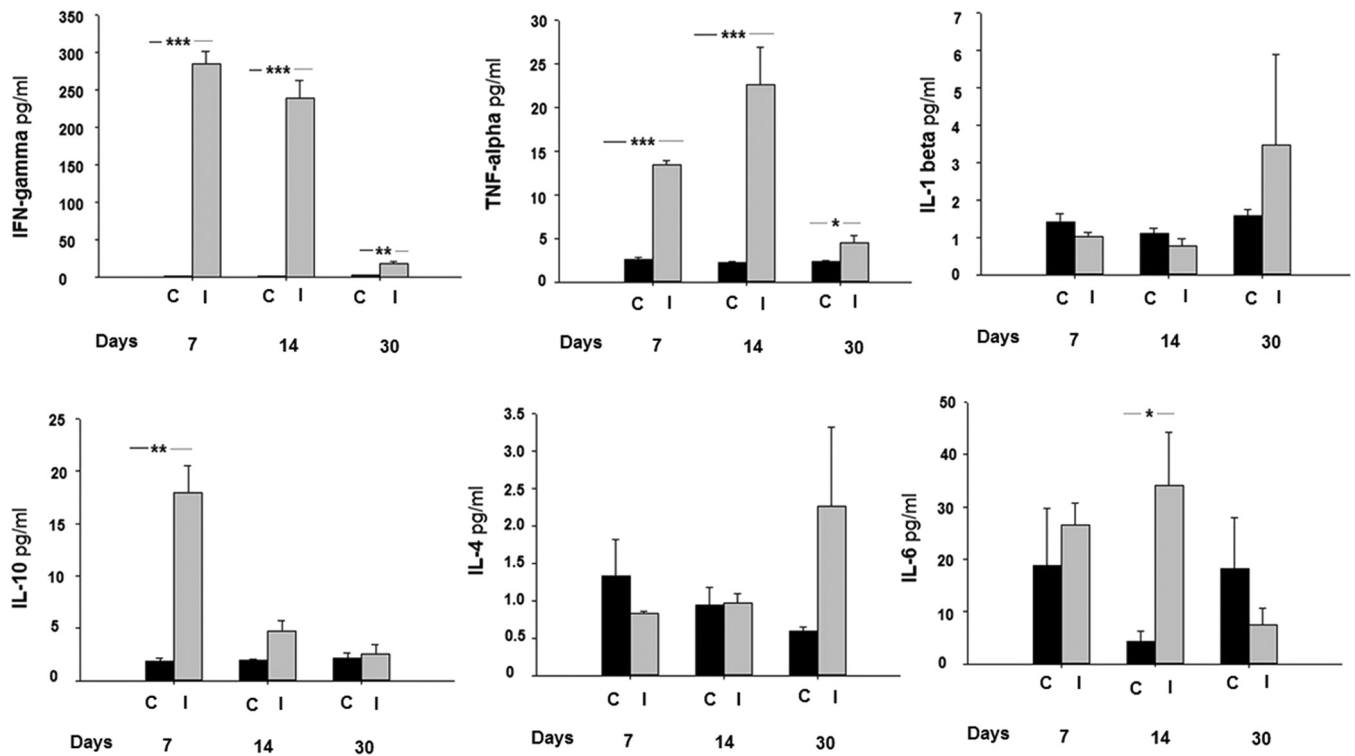 IFN-gamma pg/ml
350
300
250
200
150
100
50
0
***
***
**
C I C I C I
Days 7 14 30
TNF-alpha pg/ml
30
25
20
15
10
5
0
***
***
*
C I C I C I
Days 7 14 30
IL-1 beta pg/ml
7
6
5
4
3
2
1
0
C I C I C I
Days 7 14 30
IL-10 pg/ml
25
20
15
10
5
0
**
C I C I C I
Days 7 14 30
IL-4 pg/ml
3.5
3.0
2.5
2.0
1.5
1.0
0.5
0
C I C I C I
Days 7 14 30
IL-6 pg/ml
50
40
30
20
10
0
*
C I C I C I
Days 7 14 30